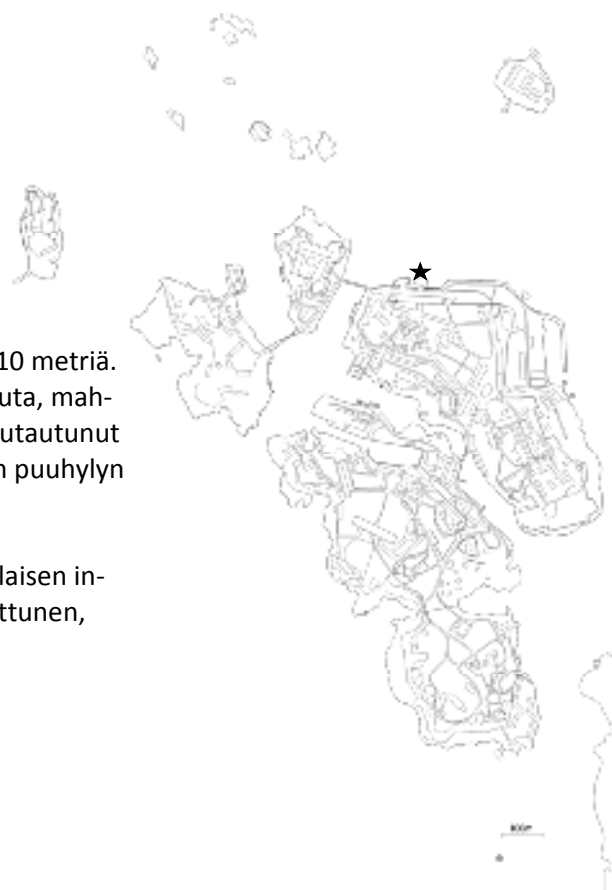 10 metriä.
uta, mah-
utautunut
n puuhylyn
laisen in-
ttunen,